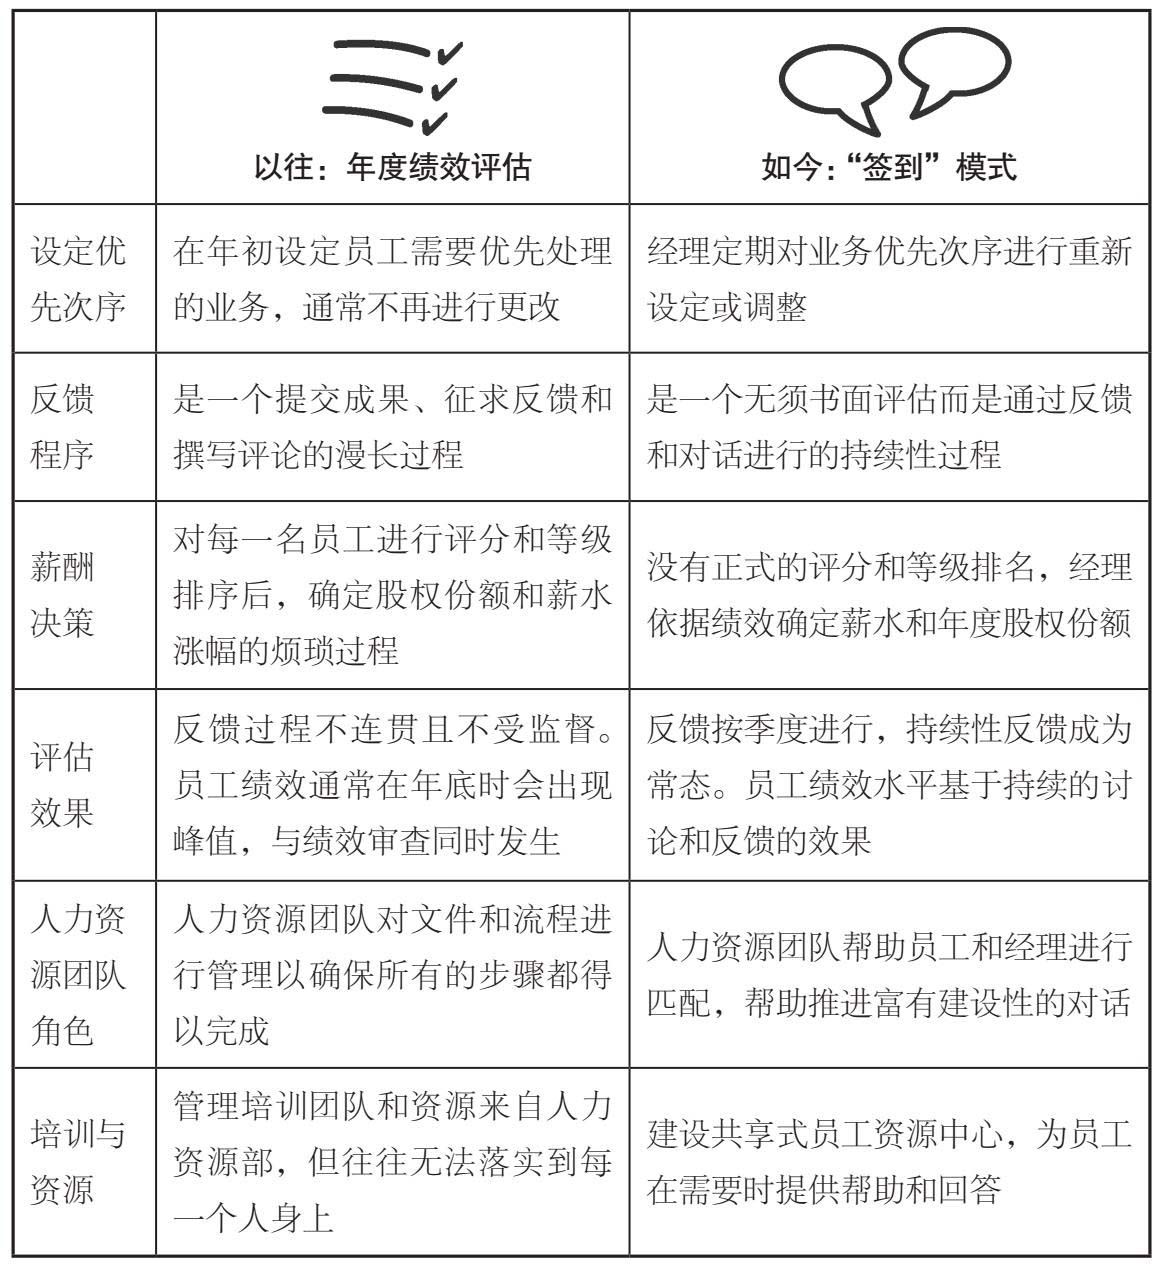 以往：年度绩效评估
如今：“签到”模式
设定优
先次序
在年初设定员工需要优先处理
的业务，通常不再进行更改
经理定期对业务优先次序进行重新
设定或调整
反馈
程序
是一个提交成果、征求反馈和
撰写评论的漫长过程
是一个无须书面评估而是通过反馈
和对话进行的持续性过程
薪酬
决策
对每一名员工进行评分和等级
排序后，确定股权份额和薪水
涨幅的烦琐过程
没有正式的评分和等级排名，经理
依据绩效确定薪水和年度股权份额
评估
效果
反馈过程不连贯且不受监督。
员工绩效通常在年底时会出现
峰值，与绩效审查同时发生
反馈按季度进行，持续性反馈成为
常态。员工绩效水平基于持续的讨
论和反馈的效果
人力资
源团队
角色
人力资源团队对文件和流程进
行管理以确保所有的步骤都得
以完成
人力资源团队帮助员工和经理进行
匹配，帮助推进富有建设性的对话
培训与
资源
管理培训团队和资源来自人力
资源部，但往往无法落实到每
一个人身上
建设共享式员工资源中心，为员工
在需要时提供帮助和回答